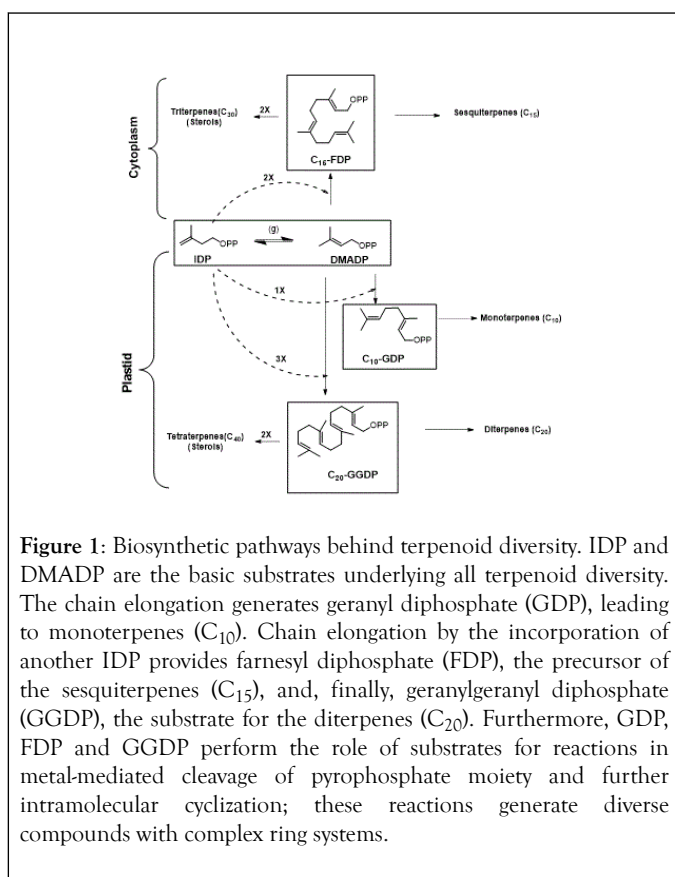 Cytoplasm
Triterpenes(C30)
(Sterols)
2X
OPP
C15-FDP
Sesquiterpenes (C15)
2X
OPP
IDP
(g)
OPP
DMADP
Plastid
1X
OPP
C10-GDP
Monoterpenes (C10)
3X
Tetraterpenes(C40)
(Sterols)
2X
OPP
C20-GGDP
Diterpenes (C20)
Figure 1: Biosynthetic pathways behind terpenoid diversity. IDP and
DMADP are the basic substrates underlying all terpenoid diversity.
The chain elongation generates geranyl diphosphate (GDP), leading
to monoterpenes (C10). Chain elongation by the incorporation of
another IDP provides farnesyl diphosphate (FDP), the precursor of
the sesquiterpenes (C15), and, finally, geranylgeranyl diphosphate
(GGDP), the substrate for the diterpenes (C20). Furthermore, GDP,
FDP and GGDP perform the role of substrates for reactions in
metal-mediated cleavage of pyrophosphate moiety and further
intramolecular cyclization; these reactions generate diverse
compounds with complex ring systems.